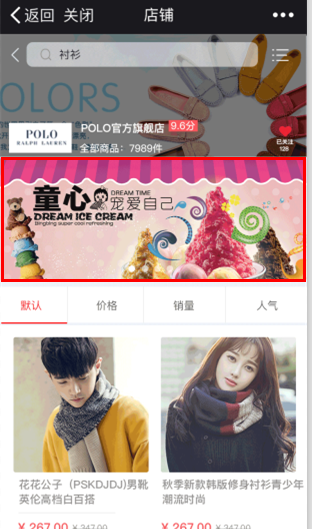 返回 关闭 店铺
衬衫
OLORS
POLO
RALPH LAUREN
POLO官方旗舰店 9.6分
全部商品：7989件
已关注
128
童心 DREAM TIME
宠爱自己
DREAM ICE CREAM
Bingbing super cool refreshing
默认 价格 销量 人气
花花公子（PSKDJDJ)男靴
英伦高档白百搭
秋季新款韩版修身衬衫青少年
潮流时尚
¥ 267.00 ¥ 347.00
¥ 267.00 ¥ 347.00